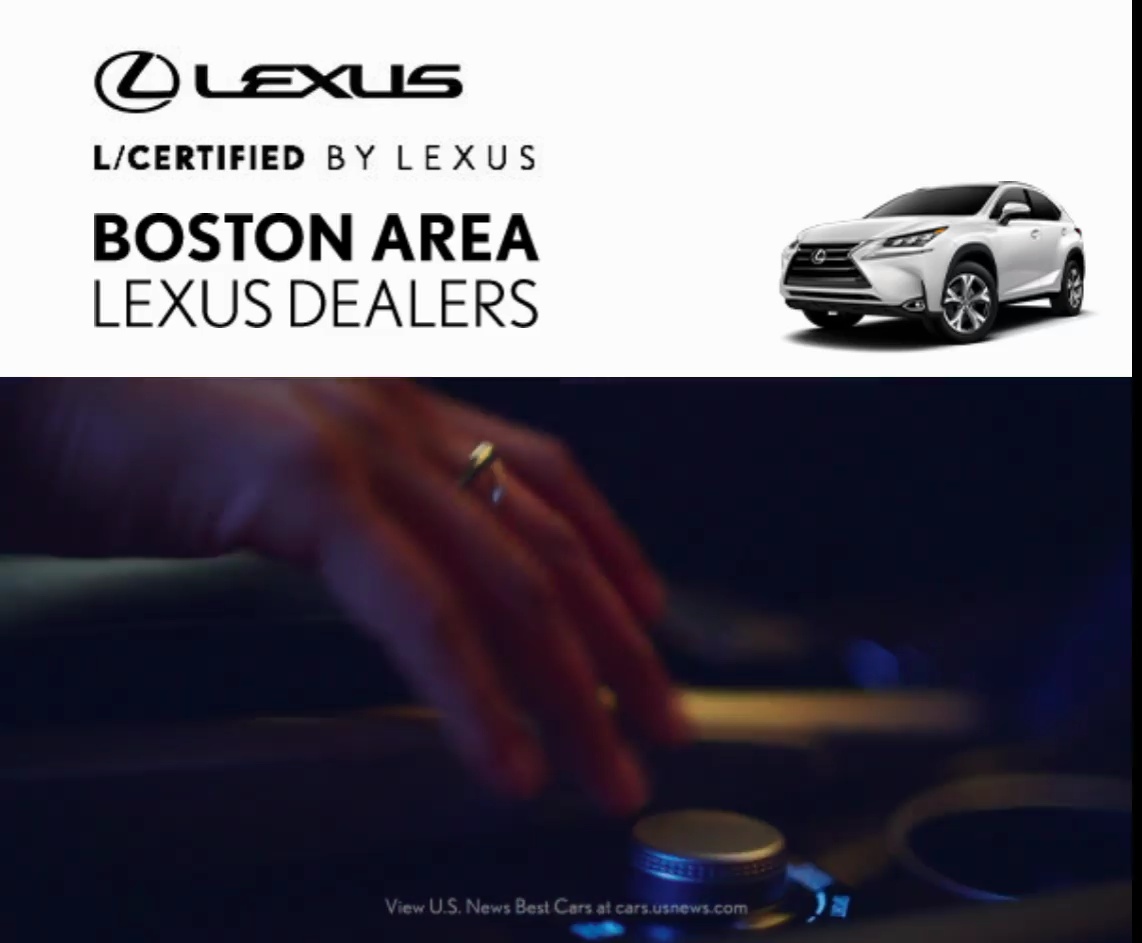 LEXUS
L/CERTIFIED BY LEXUS
BOSTON AREA
LEXUS DEALERS
View U.S. News Best Cars at cars.usnews.com